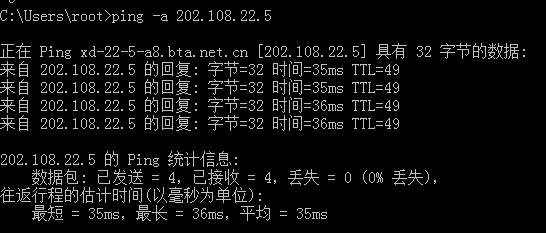 C:\Users\root>ping -a 202.108.22.5
正在 Ping xd-22-5-a8.bta.net.cn [202.108.22.5] 具有 32 字节的数据:
来自 202.108.22.5 的回复: 字节=32 时间=35ms TTL=49
来自 202.108.22.5 的回复: 字节=32 时间=35ms TTL=49
来自 202.108.22.5 的回复: 字节=32 时间=36ms TTL=49
来自 202.108.22.5 的回复: 字节=32 时间=36ms TTL=49
202.108.22.5 的 Ping 统计信息:
数据包: 已发送 = 4，已接收 = 4，丢失 = 0 (0% 丢失)，
往返行程的估计时间(以毫秒为单位):
最短 = 35ms，最长 = 36ms，平均 = 35ms